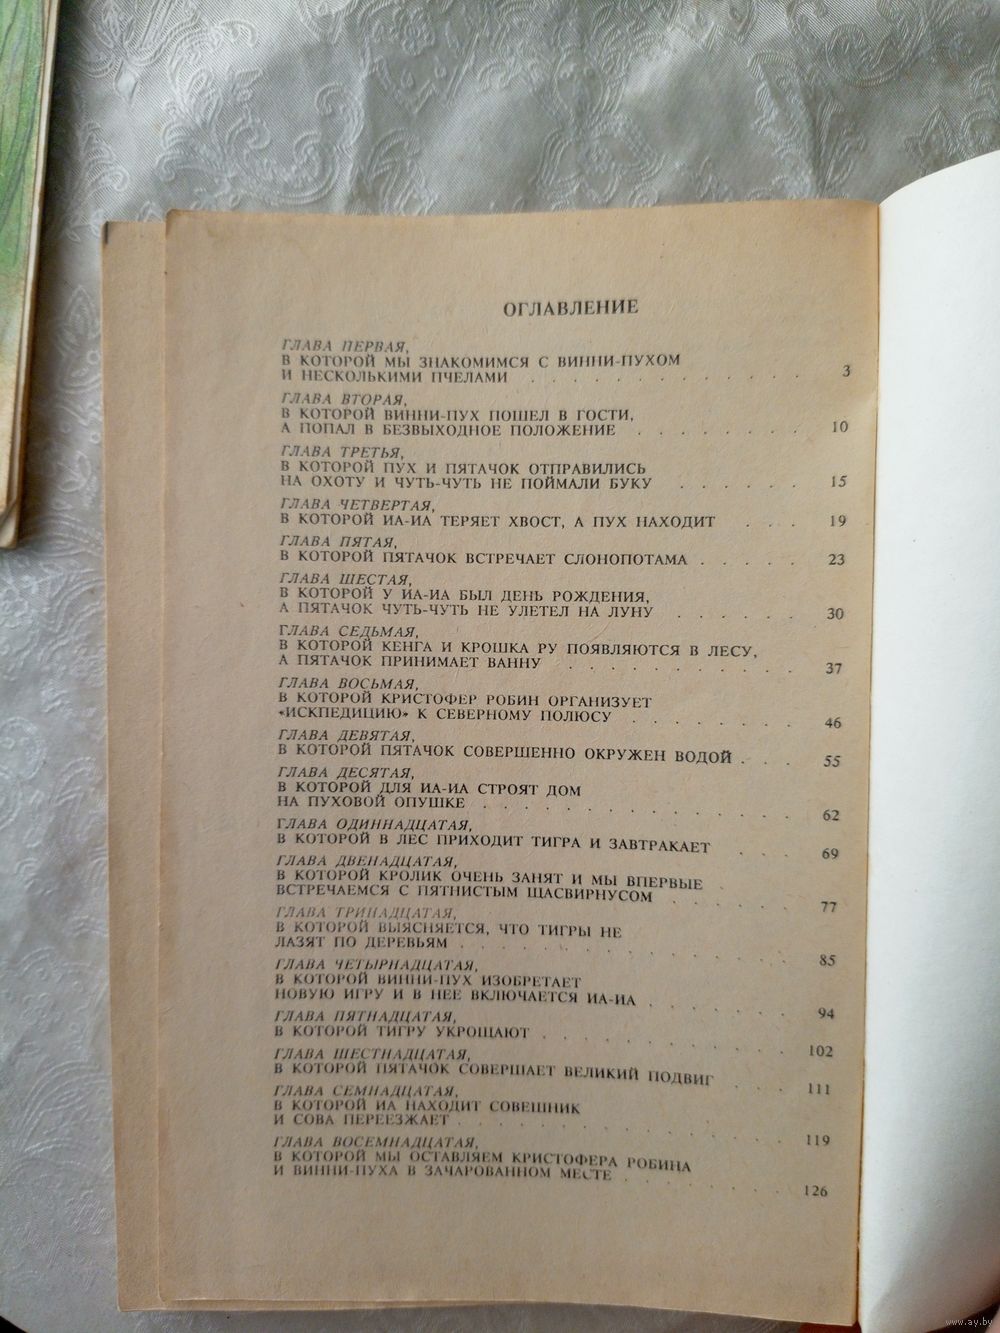 ОГЛАВЛЕНИЕ
ГЛАВА ПЕРВАЯ,
В КОТОРОЙ МЫ ЗНАКОМИМСЯ С ВИННИ-ПУХОМ
И НЕСКОЛЬКИМИ ПЧЕЛАМИ . . . . . . . . . . . . . 3
ГЛАВА ВТОРАЯ,
В КОТОРОЙ ВИННИ-ПУХ ПОШЕЛ В ГОСТИ,
А ПОПАЛ В БЕЗВЫХОДНОЕ ПОЛОЖЕНИЕ . . . . . . . . 10
ГЛАВА ТРЕТЬЯ,
В КОТОРОЙ ПУХ И ПЯТАЧОК ОТПРАВИЛИСЬ
НА ОХОТУ И ЧУТЬ-ЧУТЬ НЕ ПОЙМАЛИ БУКУ . . . . . . 15
ГЛАВА ЧЕТВЕРТАЯ,
В КОТОРОЙ ИА-ИА ТЕРЯЕТ ХВОСТ, А ПУХ НАХОДИТ . . . 19
ГЛАВА ПЯТАЯ,
В КОТОРОЙ ПЯТАЧОК ВСТРЕЧАЕТ СЛОНОПОТАМА . . . . . 23
ГЛАВА ШЕСТАЯ,
В КОТОРОЙ У ИА-ИА БЫЛ ДЕНЬ РОЖДЕНИЯ,
А ПЯТАЧОК ЧУТЬ-ЧУТЬ НЕ УЛЕТЕЛ НА ЛУНУ . . . . . . 30
ГЛАВА СЕДЬМАЯ,
В КОТОРОЙ КЕНГА И КРОШКА РУ ПОЯВЛЯЮТСЯ В ЛЕСУ,
А ПЯТАЧОК ПРИНИМАЕТ ВАННУ . . . . . . . . . . . 37
ГЛАВА ВОСЬМАЯ,
В КОТОРОЙ КРИСТОФЕР РОБИН ОРГАНИЗУЕТ
«ИСКПЕДИЦИЮ» К СЕВЕРНОМУ ПОЛЮСУ . . . . . . . . 46
ГЛАВА ДЕВЯТАЯ,
В КОТОРОЙ ПЯТАЧОК СОВЕРШЕННО ОКРУЖЕН ВОДОЙ . . . 55
ГЛАВА ДЕСЯТАЯ,
В КОТОРОЙ ДЛЯ ИА-ИА СТРОЯТ ДОМ
НА ПУХОВОЙ ОПУШКЕ . . . . . . . . . . . . . . 62
ГЛАВА ОДИННАДЦАТАЯ,
В КОТОРОЙ В ЛЕС ПРИХОДИТ ТИГРА И ЗАВТРАКАЕТ . . . 69
ГЛАВА ДВЕНАДЦАТАЯ,
В КОТОРОЙ КРОЛИК ОЧЕНЬ ЗАНЯТ И МЫ ВПЕРВЫЕ
ВСТРЕЧАЕМСЯ С ПЯТНИСТЫМ ЩАСВИРНУСОМ . . . . . . 77
ГЛАВА ТРИНАДЦАТАЯ,
В КОТОРОЙ ВЫЯСНЯЕТСЯ, ЧТО ТИГРЫ НЕ
ЛАЗЯТ ПО ДЕРЕВЬЯМ . . . . . . . . . . . . . . 85
ГЛАВА ЧЕТЫРНАДЦАТАЯ,
В КОТОРОЙ ВИННИ-ПУХ ИЗОБРЕТАЕТ
НОВУЮ ИГРУ И В НЕЕ ВКЛЮЧАЕТСЯ ИА-ИА . . . . . . . 94
ГЛАВА ПЯТНАДЦАТАЯ,
В КОТОРОЙ ТИГРУ УКРОЩАЮТ . . . . . . . . . . . 102
ГЛАВА ШЕСТНАДЦАТАЯ,
В КОТОРОЙ ПЯТАЧОК СОВЕРШАЕТ ВЕЛИКИЙ ПОДВИГ . . . 111
ГЛАВА СЕМНАДЦАТАЯ,
В КОТОРОЙ ИА НАХОДИТ СОВЕШНИК
И СОВА ПЕРЕЕЗЖАЕТ . . . . . . . . . . . . . . 119
ГЛАВА ВОСЕМНАДЦАТАЯ,
В КОТОРОЙ МЫ ОСТАВЛЯЕМ КРИСТОФЕРА РОБИНА
И ВИННИ-ПУХА В ЗАЧАРОВАННОМ МЕСТЕ . . . . . . . . 126
www.ay.by